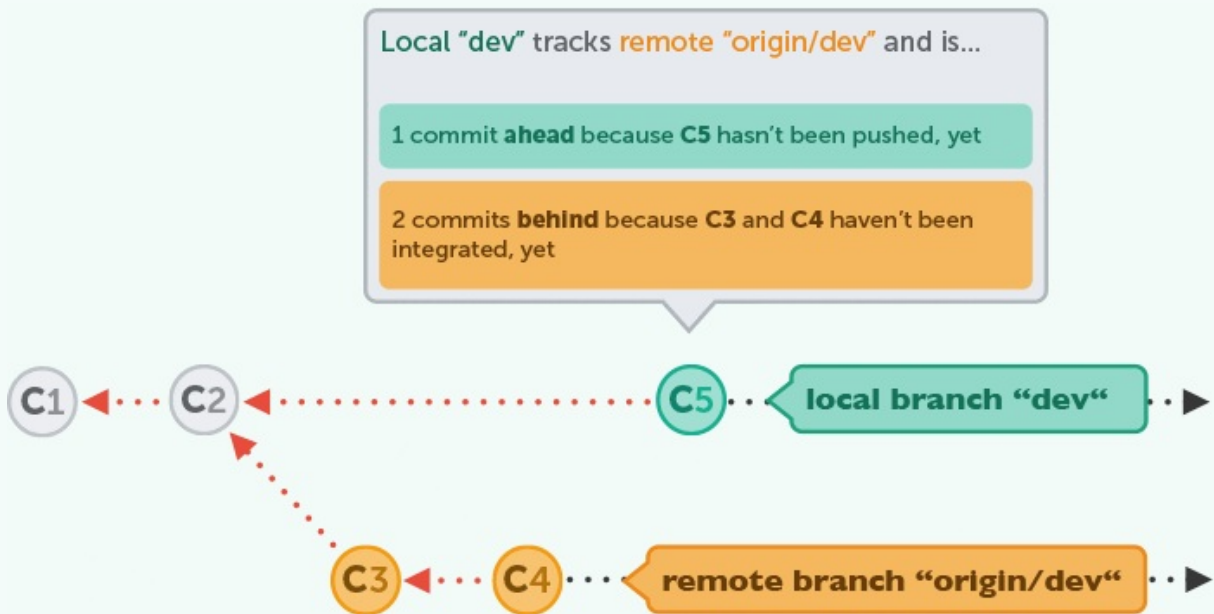 Local “dev” tracks remote “origin/dev” and is...
1 commit ahead because C5 hasn’t been pushed, yet
2 commits behind because C3 and C4 haven’t been
integrated, yet
C1
C2
C5
local branch “dev“
C3
C4
remote branch “origin/dev“